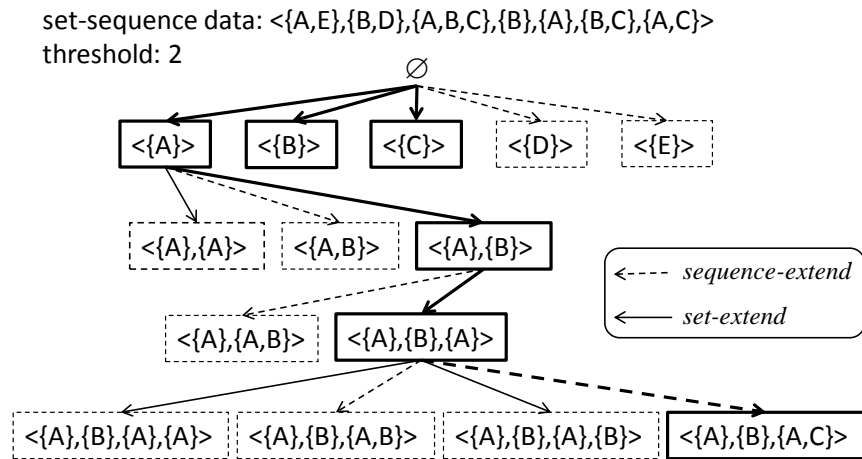 set-sequence data: <{A,E},{B,D},{A,B,C},{B},{A},{B,C},{A,C}>
threshold: 2
∅
<{A}> <{B}> <{C}> <{D}> <{E}>
<{A},{A}> <{A,B}> <{A},{B}>
sequence-extend
set-extend
<{A},{A,B}> <{A},{B},{A}>
<{A},{B},{A},{A}> <{A},{B},{A,B}> <{A},{B},{A},{B}> <{A},{B},{A,C}>